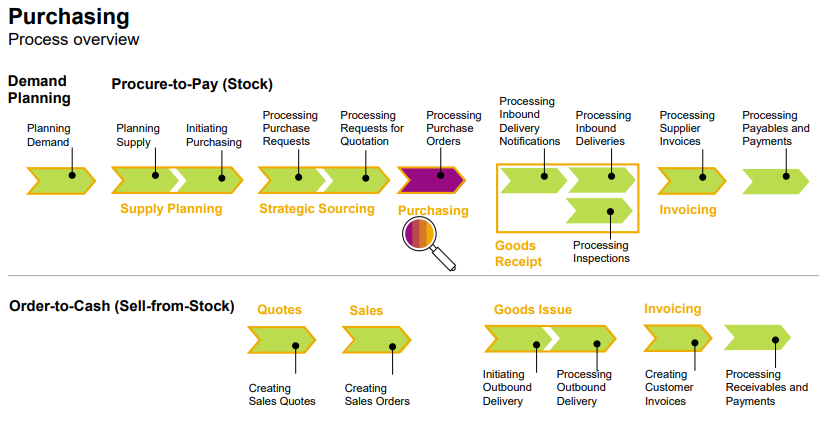 Purchasing
Process overview
Demand
Planning
Procure-to-Pay (Stock)
Planning
Demand
Planning
Supply
Initiating
Purchasing
Processing
Purchase
Requests
Processing
Requests for
Quotation
Processing
Purchase
Orders
Processing
Inbound
Delivery
Notifications
Processing
Inbound
Deliveries
Processing
Supplier
Invoices
Processing
Payables and
Payments
Supply Planning
Strategic Sourcing
Purchasing
Goods
Receipt
Processing
Inspections
Invoicing
Order-to-Cash (Sell-from-Stock)
Quotes
Sales
Goods Issue
Invoicing
Creating
Sales Quotes
Creating
Sales Orders
Initiating
Outbound
Delivery
Processing
Outbound
Delivery
Creating
Customer
Invoices
Processing
Receivables and
Payments